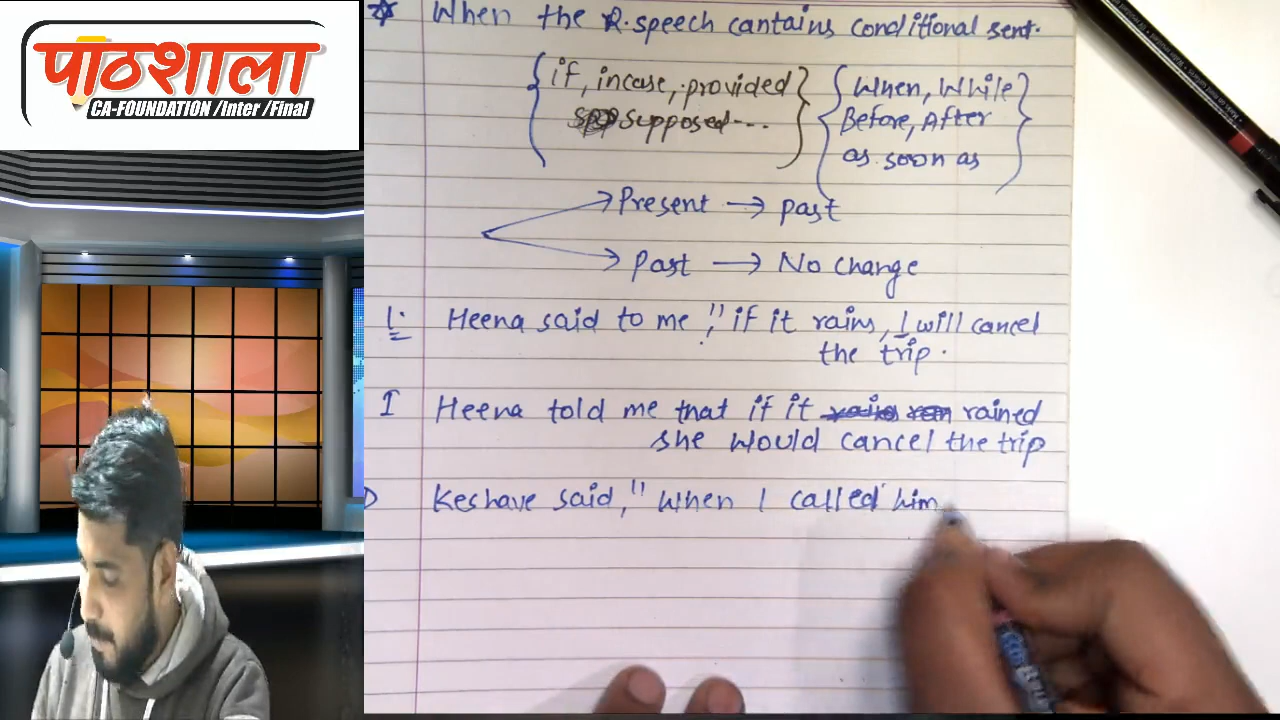 पाठशाला
CA-FOUNDATION /Inter /Final
☆ When the R.speech cantains conditional sent.
{ if, incase, provided } { When, While
supposed... Before, After
as soon as }
→ Present → past
→ past → No change
1. Heena said to me," if it rains, I will cancel
the trip.
I Heena told me that if it rained
she would cancel the trip
D Keshave said," when I called him